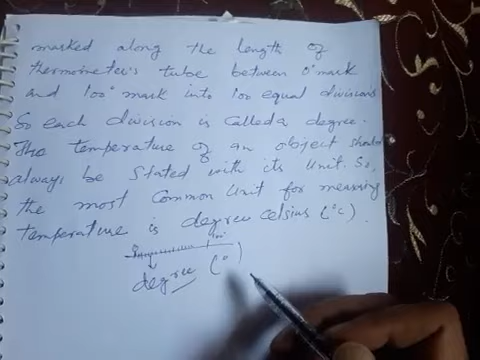 marked along the length of
thermometer's tube between 0° mark
and 100° mark into 100 equal divisions
So each division is called a degree.
The temperature of an object should
always be Stated with its Unit. So,
the most Common Unit for measuring
temperature is degree Celsius (°C).
0° 100°
degree (°)